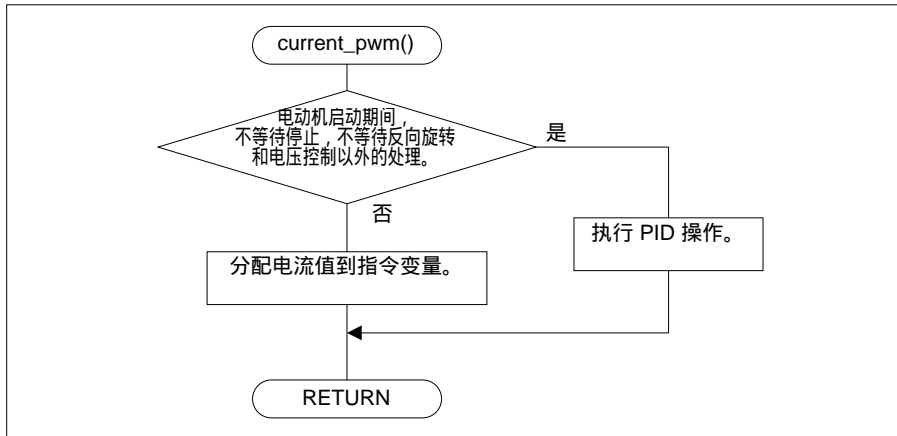 current_pwm()
电动机启动期间，
不等待停止，不等待反向旋转
和电压控制以外的处理。
是
否
执行 PID 操作。
分配电流值到指令变量。
RETURN